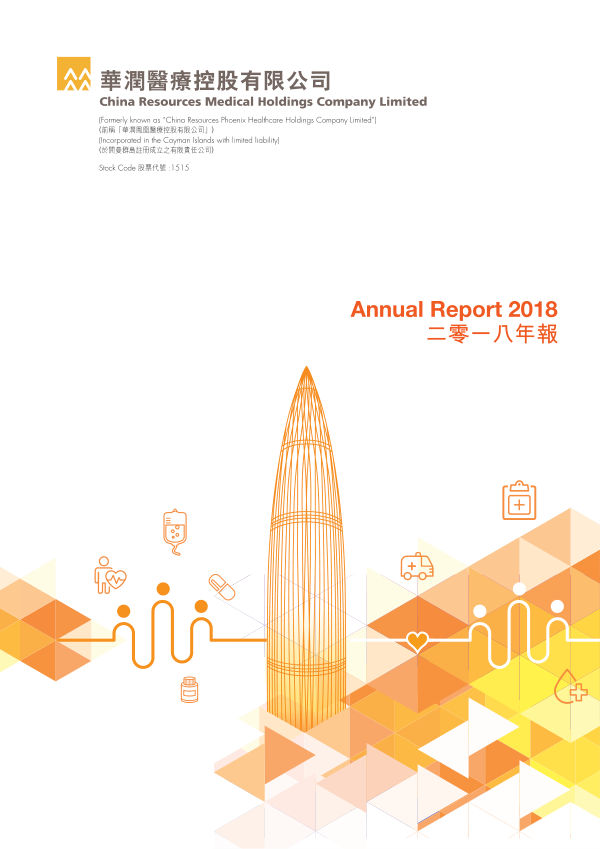 華潤醫療控股有限公司
China Resources Medical Holdings Company Limited
(Formerly known as "China Resources Phoenix Healthcare Holdings Company Limited")
(前稱「華潤鳳凰醫療控股有限公司」)
(Incorporated in the Cayman Islands with limited liability)
(於開曼群島註冊成立之有限責任公司)
Stock Code 股票代號 :1515
Annual Report 2018
二零一八年報